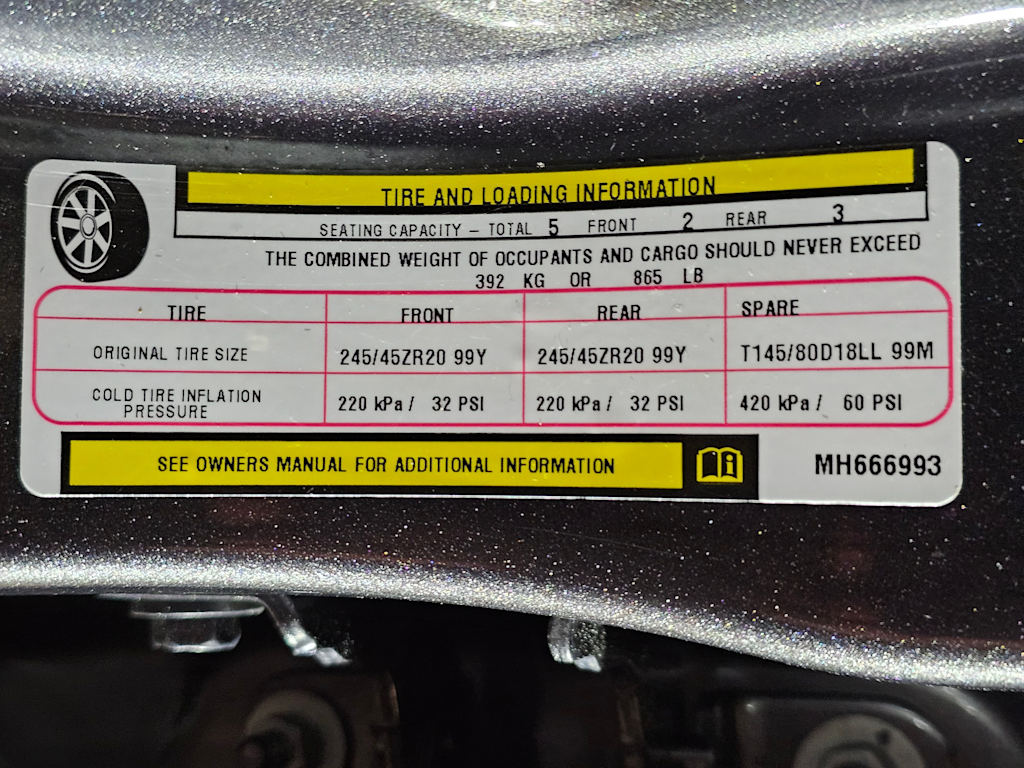 TIRE AND LOADING INFORMATION
SEATING CAPACITY – TOTAL 5 FRONT 2 REAR 3
THE COMBINED WEIGHT OF OCCUPANTS AND CARGO SHOULD NEVER EXCEED
392 KG OR 865 LB
TIRE FRONT REAR SPARE
ORIGINAL TIRE SIZE 245/45ZR20 99Y 245/45ZR20 99Y T145/80D18LL 99M
COLD TIRE INFLATION
PRESSURE 220 kPa / 32 PSI 220 kPa / 32 PSI 420 kPa / 60 PSI
SEE OWNERS MANUAL FOR ADDITIONAL INFORMATION
MH666993